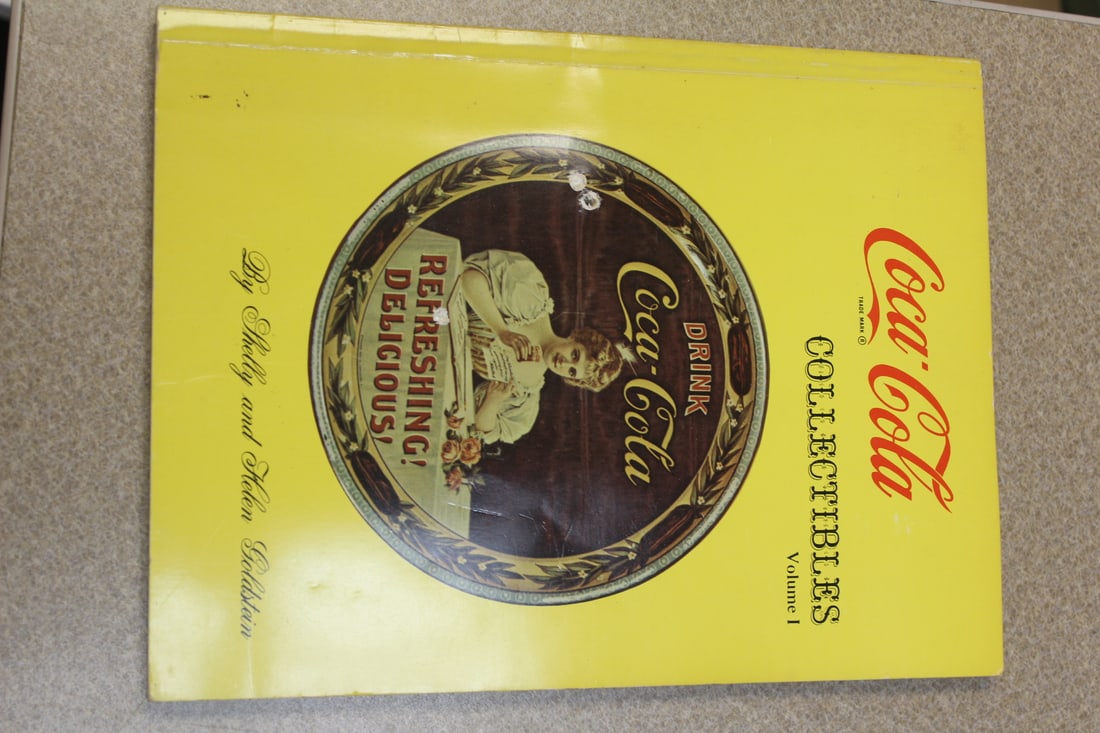 Coca-Cola
TRADE MARK ®
COLLECTIBLES
Volume I
DRINK
Coca-Cola
REFRESHING!
DELICIOUS!
By Shelly and Helen Goldstein